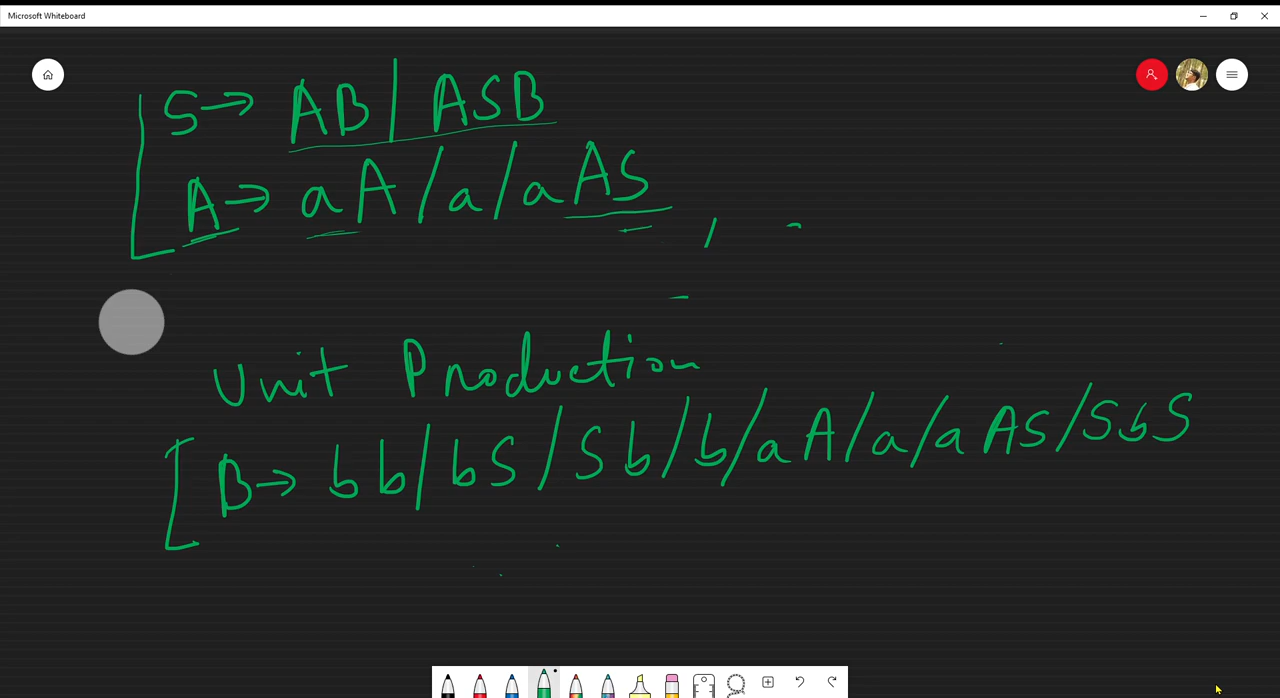 Microsoft Whiteboard
S → AB | ASB
A → aA / a / aAS ,
Unit Production
B → bb / bS / Sb / b / aA / a / aAS / SbS